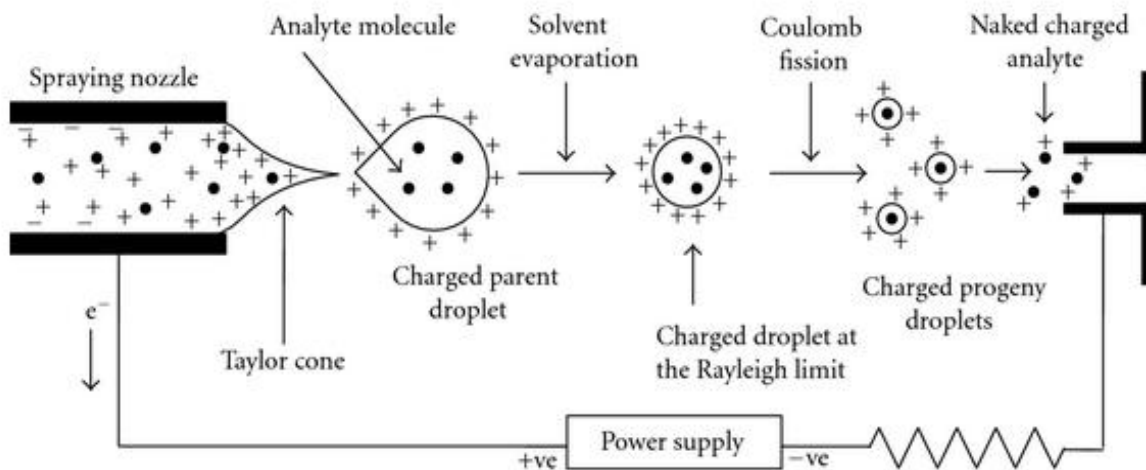 Analyte molecule
Solvent
evaporation
Coulomb
fission
Naked charged
analyte
Spraying nozzle
Charged parent
droplet
Charged progeny
droplets
e−
Taylor cone
Charged droplet at
the Rayleigh limit
+ve
Power supply
−ve